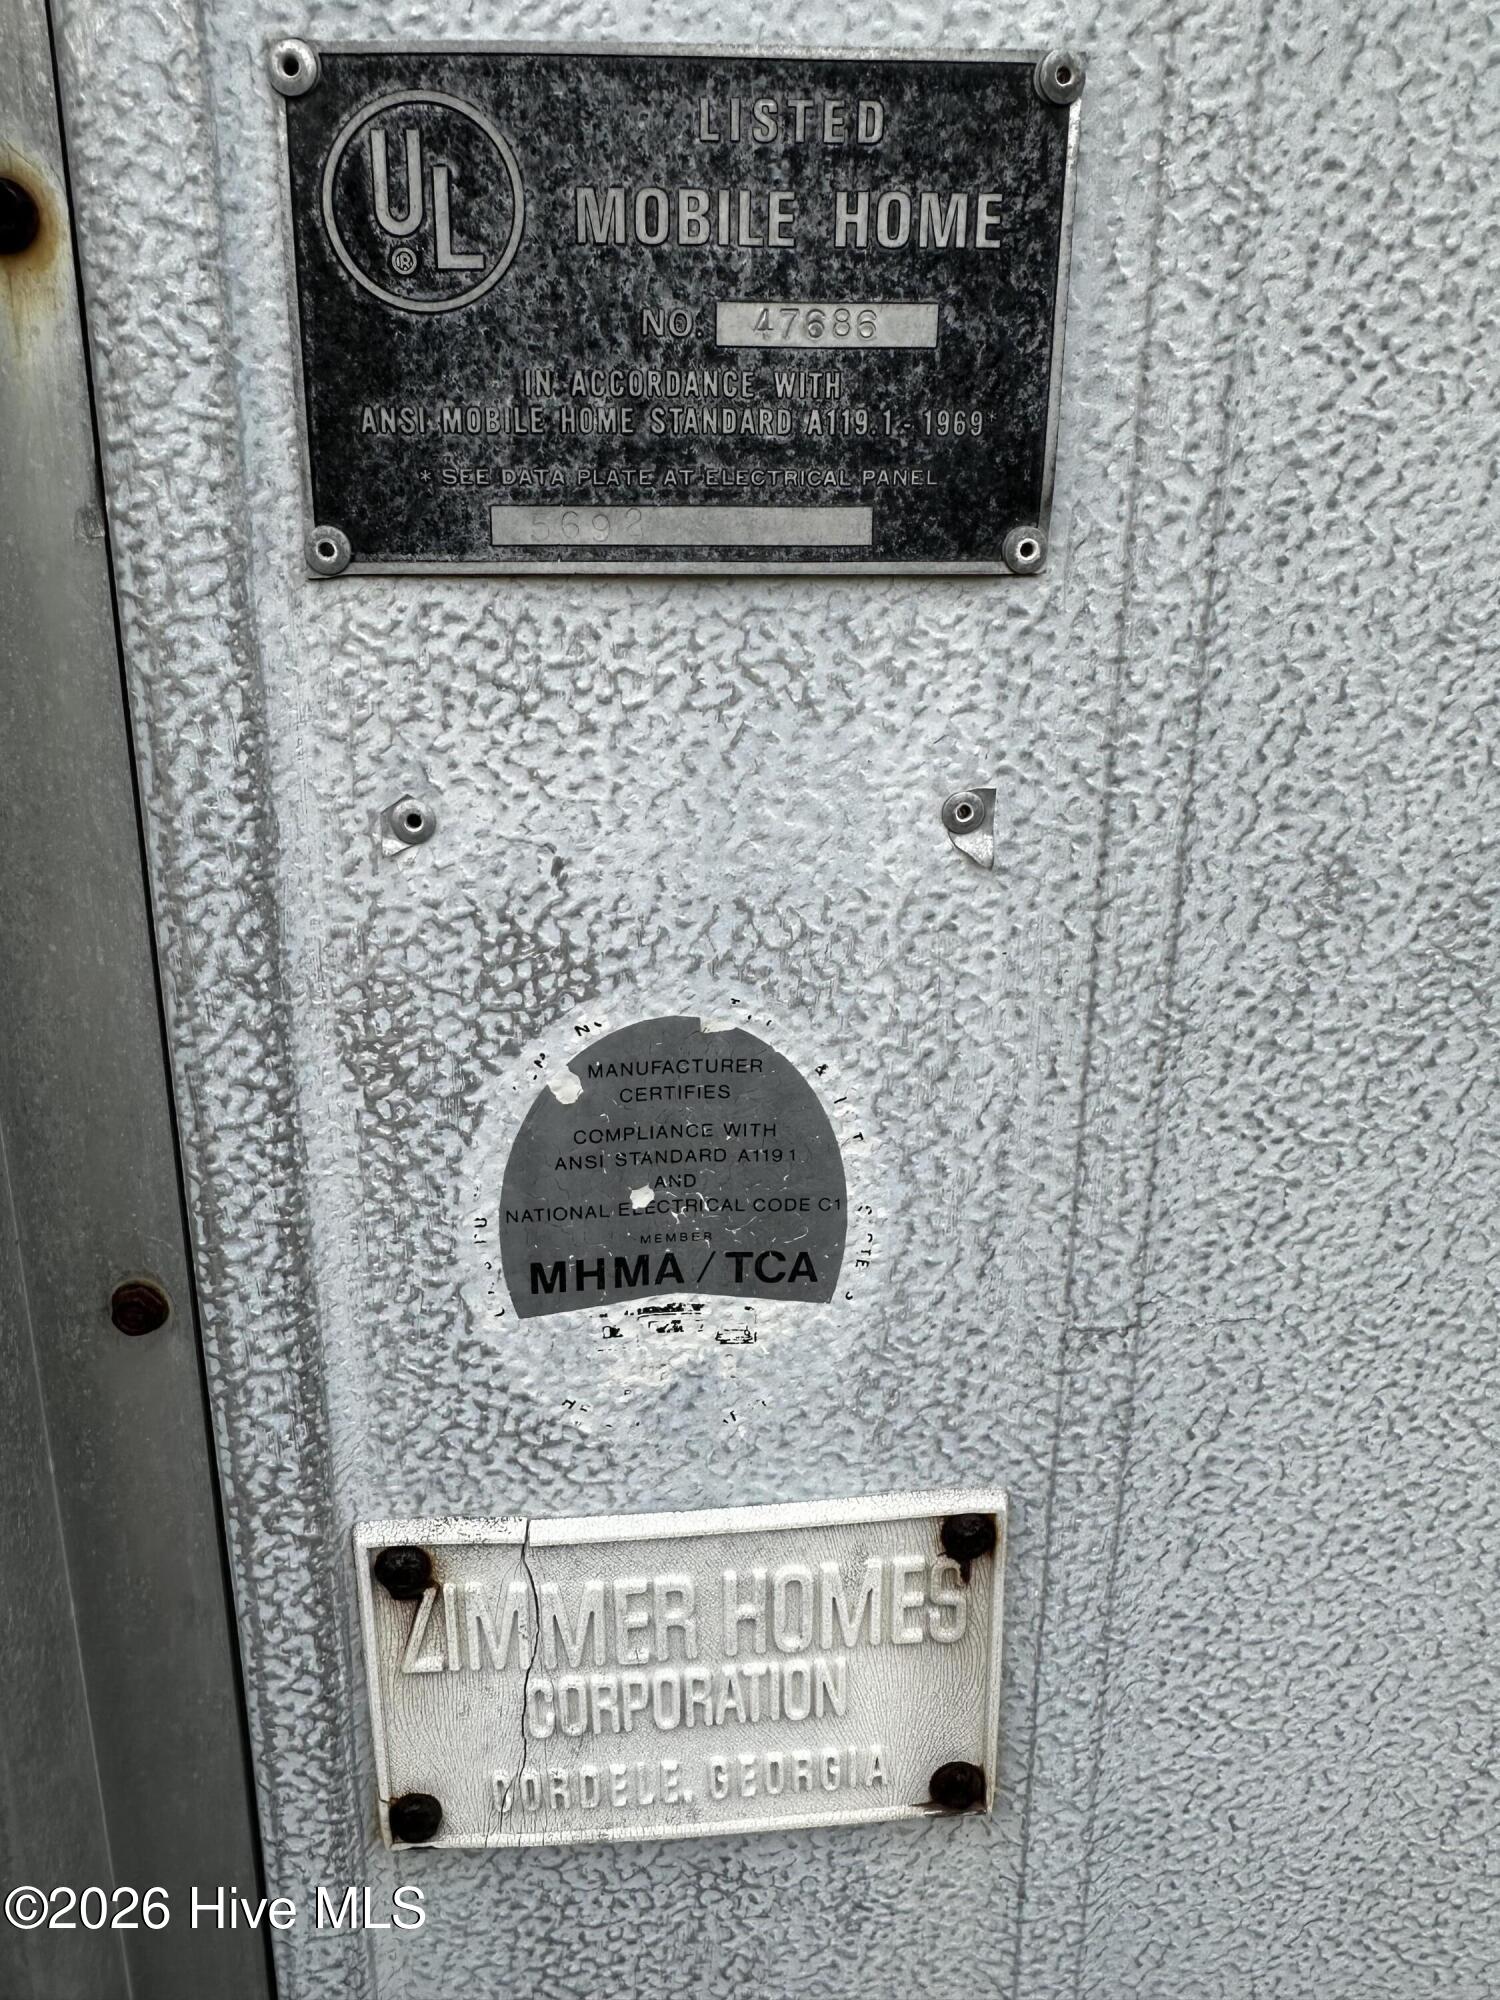 UL
®
LISTED
MOBILE HOME
NO. 47686
IN ACCORDANCE WITH
ANSI MOBILE HOME STANDARD A119.1 - 1969*
* SEE DATA PLATE AT ELECTRICAL PANEL
5692
MANUFACTURER
CERTIFIES
COMPLIANCE WITH
ANSI STANDARD A119.1
AND
NATIONAL ELECTRICAL CODE C1
MEMBER
MHMA / TCA
ZIMMER HOMES
CORPORATION
CORDELE, GEORGIA
©2026 Hive MLS